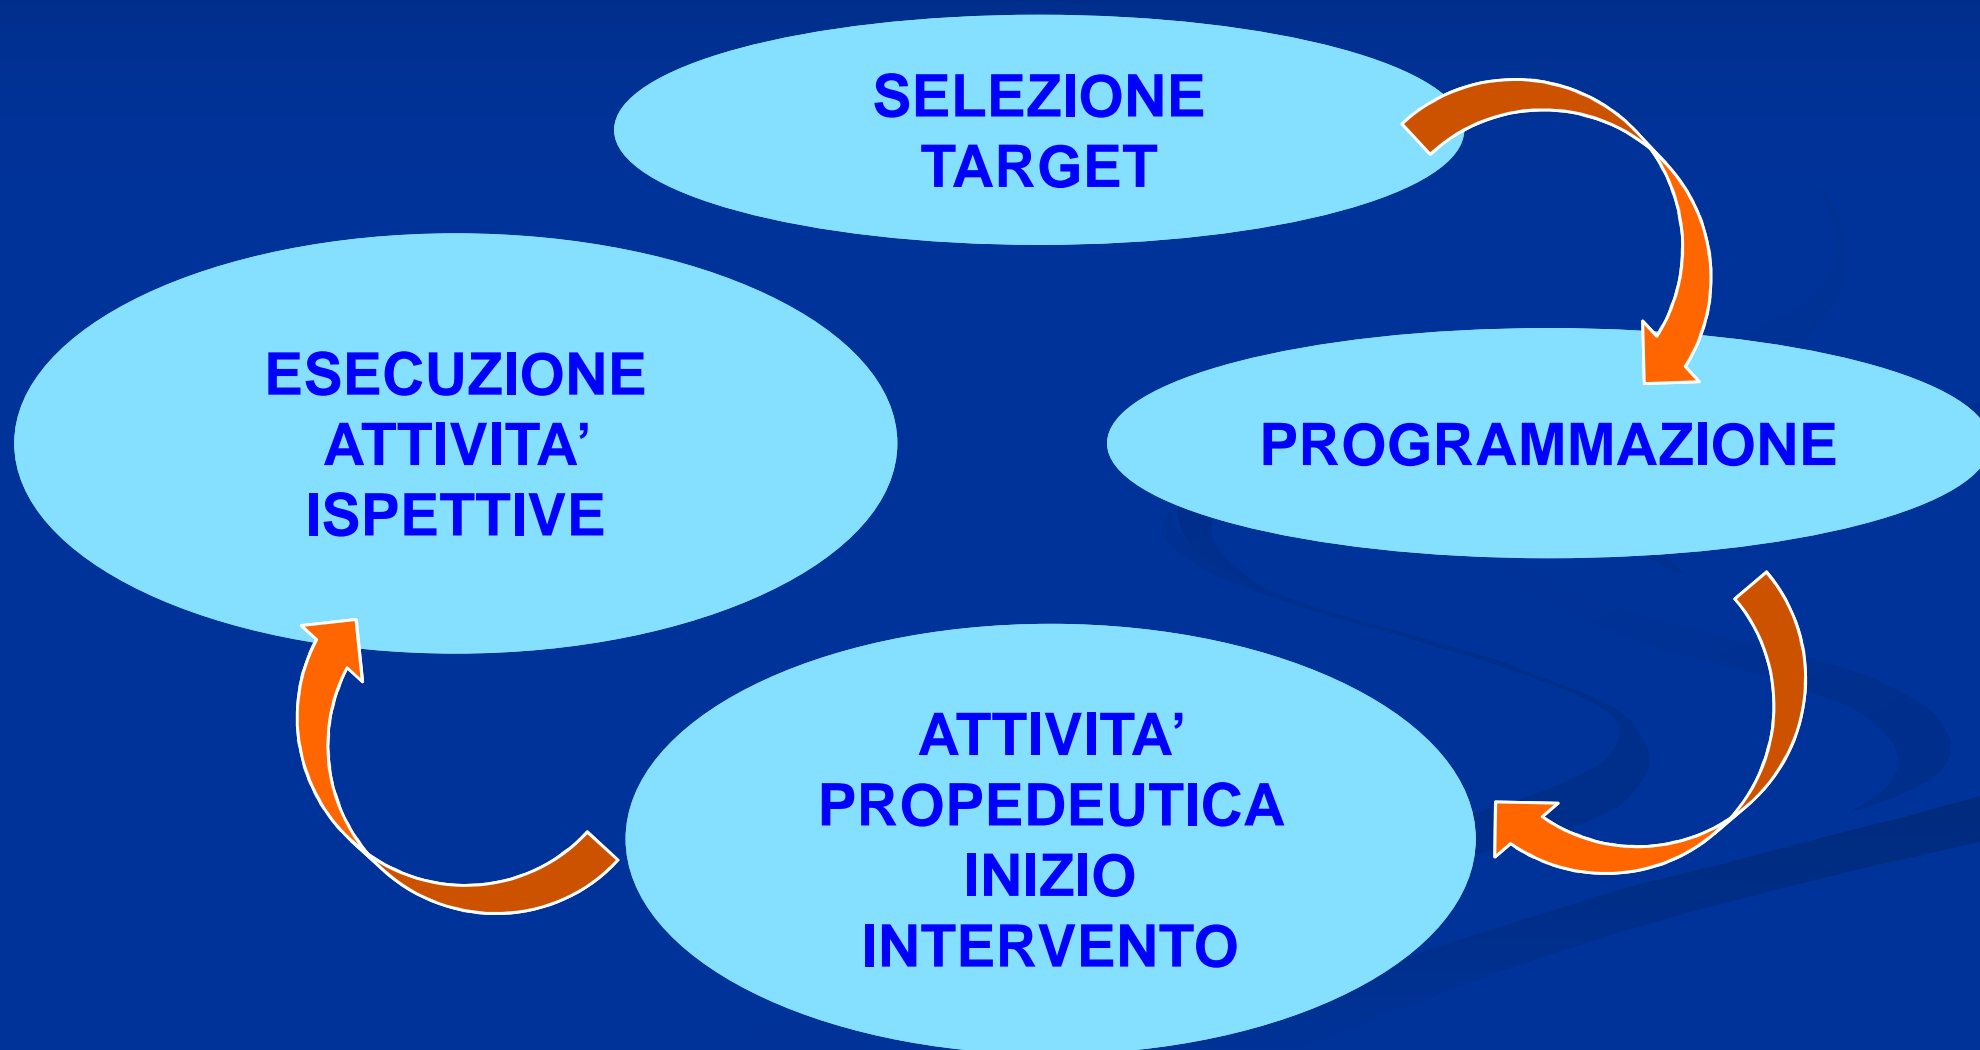 SELEZIONE
TARGET
PROGRAMMAZIONE
ATTIVITA’
PROPEDEUTICA
INIZIO
INTERVENTO
ESECUZIONE
ATTIVITA’
ISPETTIVE